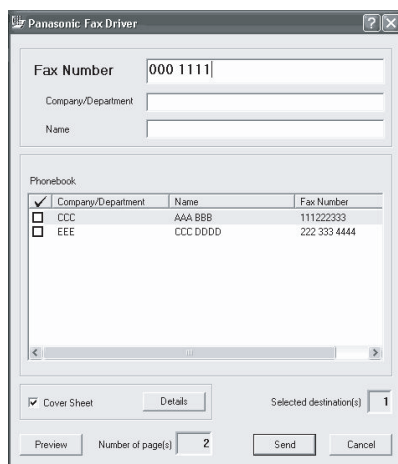 Panasonic Fax Driver
Fax Number 000 1111
Company/Department
Name
Phonebook
Company/Department Name Fax Number
CCC AAA BBB 111222333
EEE CCC DDDD 222 333 4444
Cover Sheet Details Selected destination(s) 1
Preview Number of page(s) 2 Send Cancel